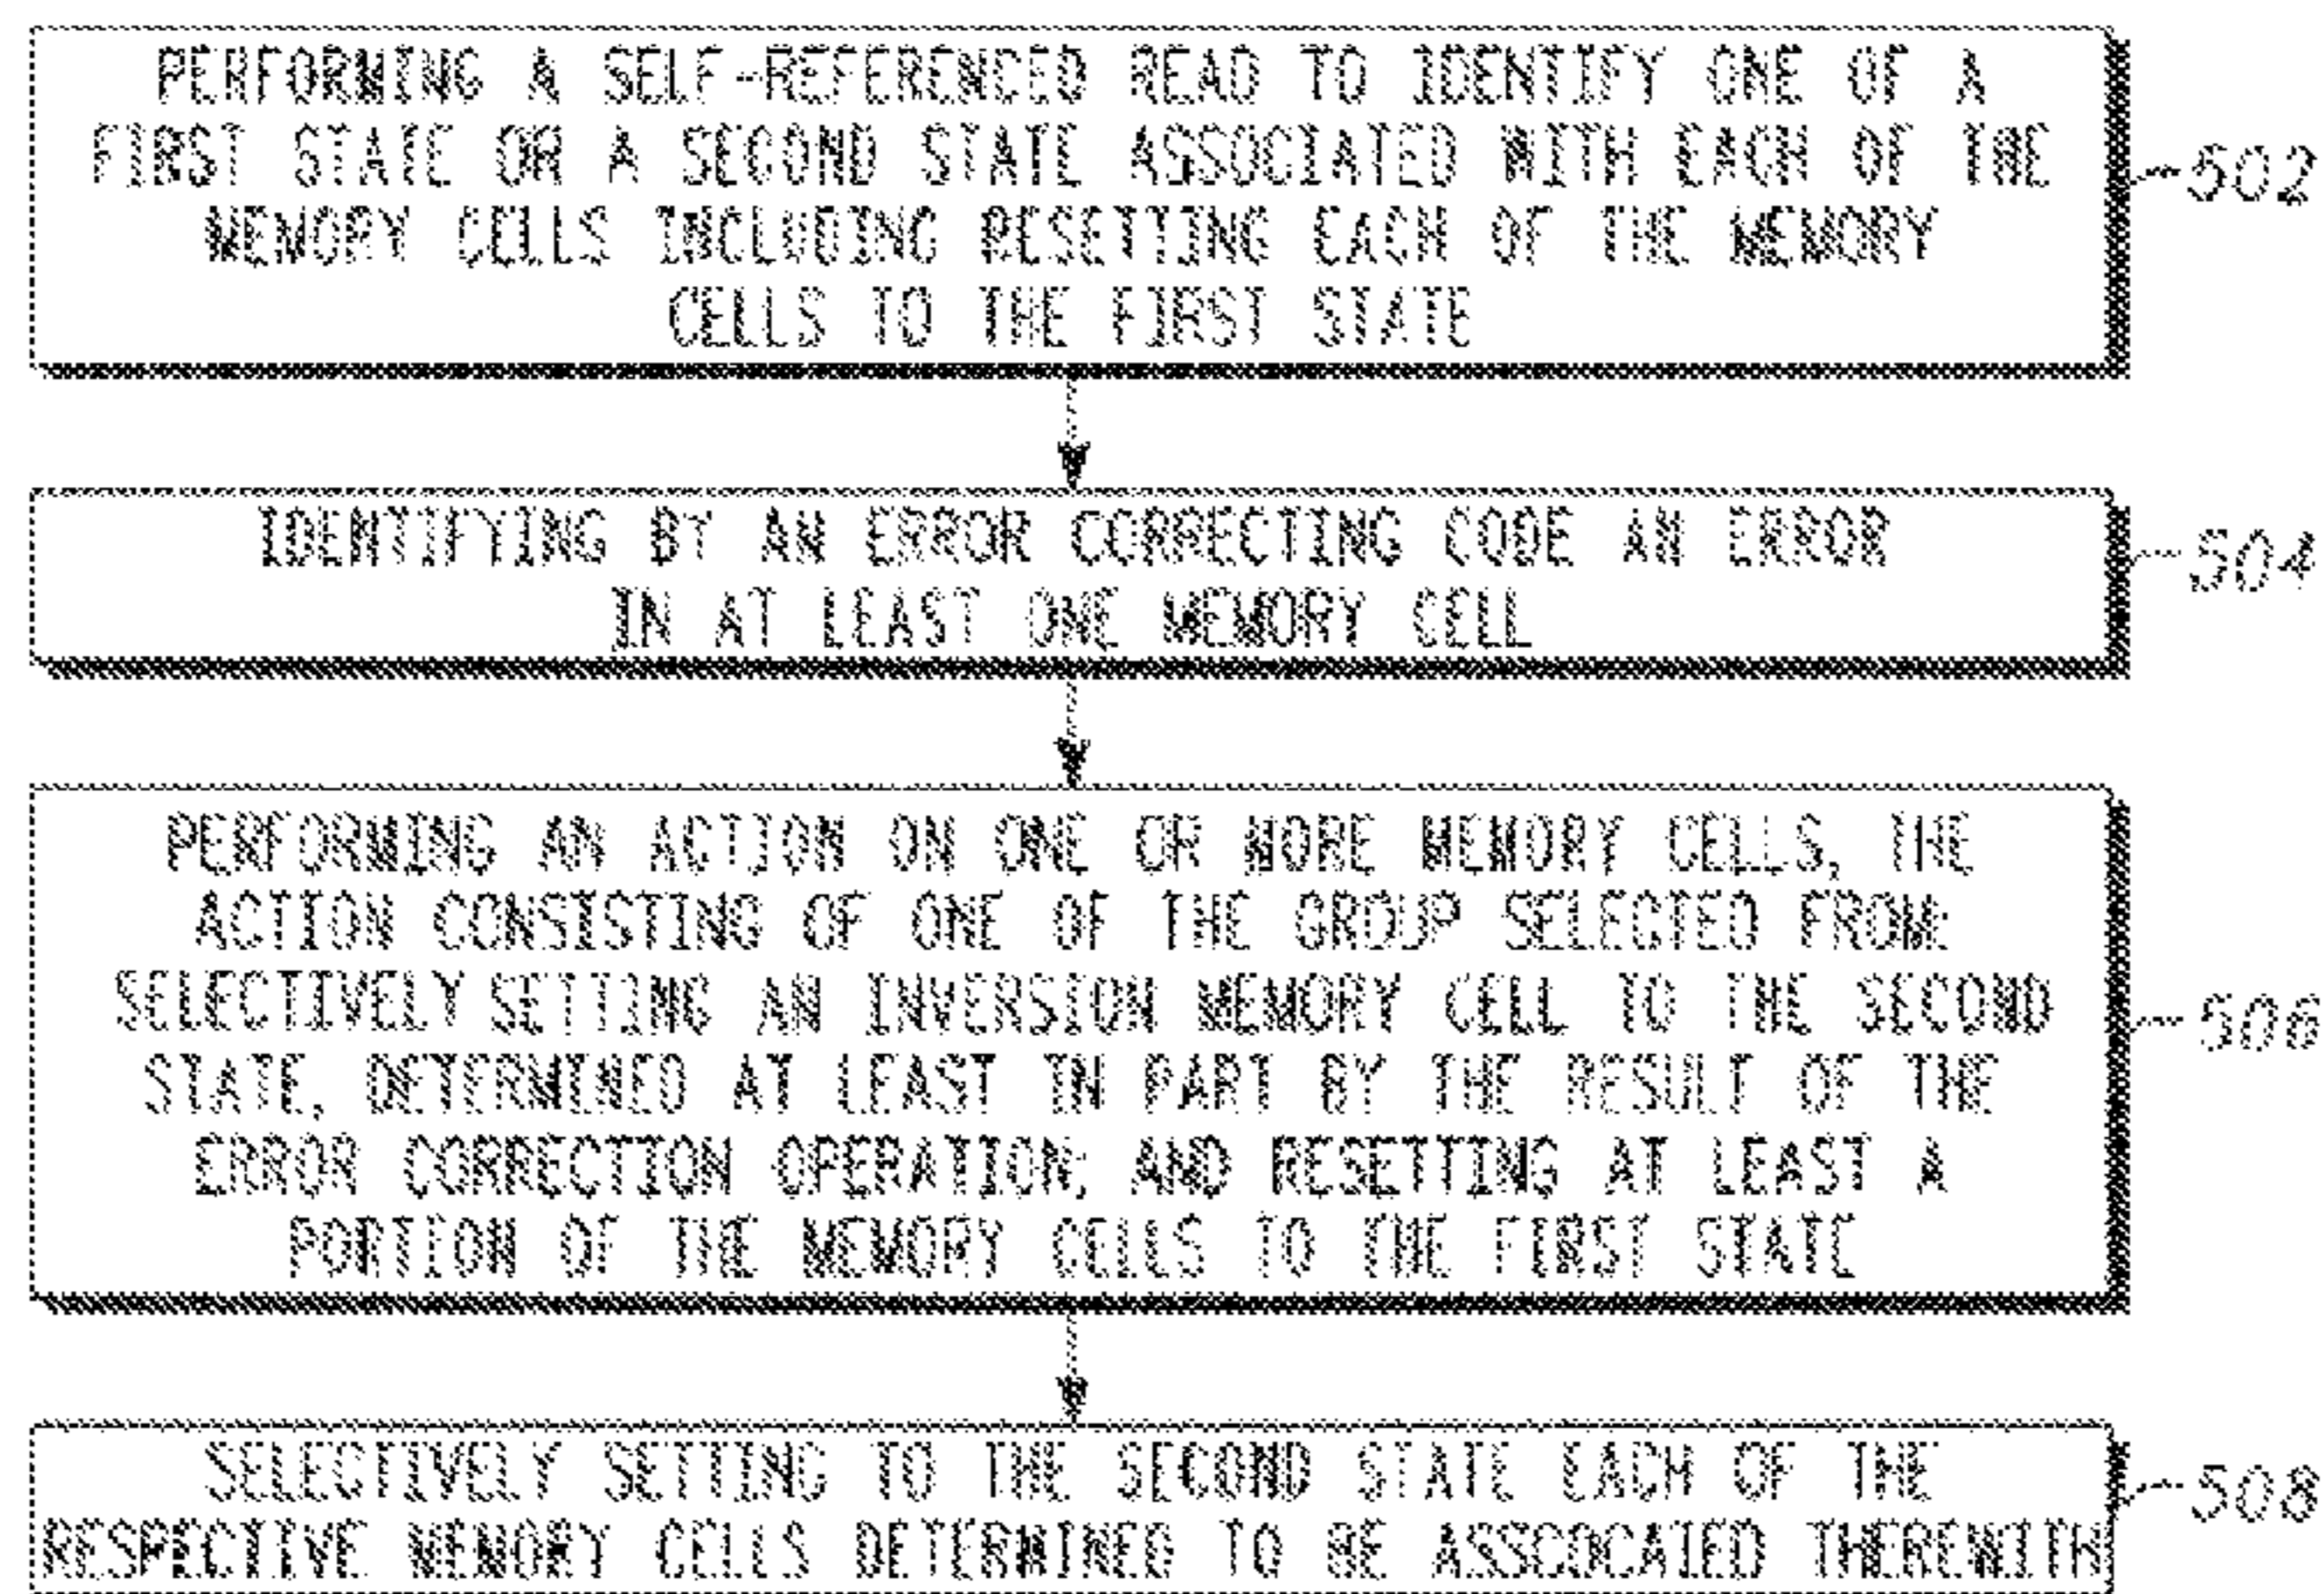 PERFORMING A SELF-REFERENCED READ TO IDENTIFY ONE OF A
FIRST STATE OR A SECOND STATE ASSOCIATED WITH EACH OF THE
MEMORY CELLS INCLUDING RESETTING EACH OF THE MEMORY
CELLS TO THE FIRST STATE
502
IDENTIFYING BY AN ERROR CORRECTING CODE AN ERROR
IN AT LEAST ONE MEMORY CELL
504
PERFORMING AN ACTION ON ONE OR MORE MEMORY CELLS, THE
ACTION CONSISTING OF ONE OF THE GROUP SELECTED FROM:
SELECTIVELY SETTING AN INVERSION MEMORY CELL TO THE SECOND
STATE, DETERMINED AT LEAST IN PART BY THE RESULT OF THE
ERROR CORRECTION OPERATION; AND RESETTING AT LEAST A
PORTION OF THE MEMORY CELLS TO THE FIRST STATE
506
SELECTIVELY SETTING TO THE SECOND STATE EACH OF THE
RESPECTIVE MEMORY CELLS DETERMINED TO BE ASSCOCAIED THEREWITH
508